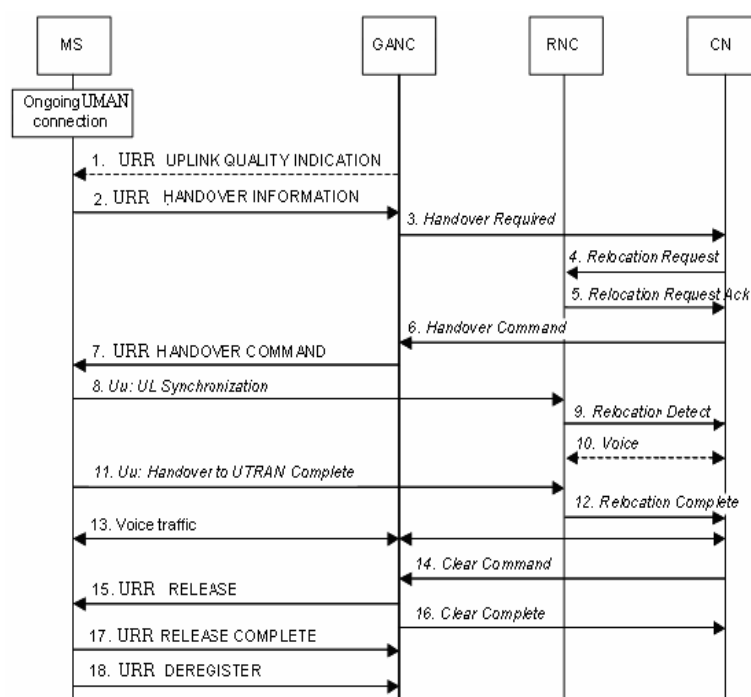 MS GANC RNC CN
Ongoing UMAN
connection
1. URR UPLINK QUALITY INDICATION
2. URR HANDOVER INFORMATION
3. Handover Required
4. Relocation Request
5. Relocation Request Ack
6. Handover Command
7. URR HANDOVER COMMAND
8. Uu: UL Synchronization
9. Relocation Detect
10. Voice
11. Uu: Handover to UTRAN Complete
12. Relocation Complete
13. Voice traffic
14. Clear Command
15. URR RELEASE
16. Clear Complete
17. URR RELEASE COMPLETE
18. URR DEREGISTER